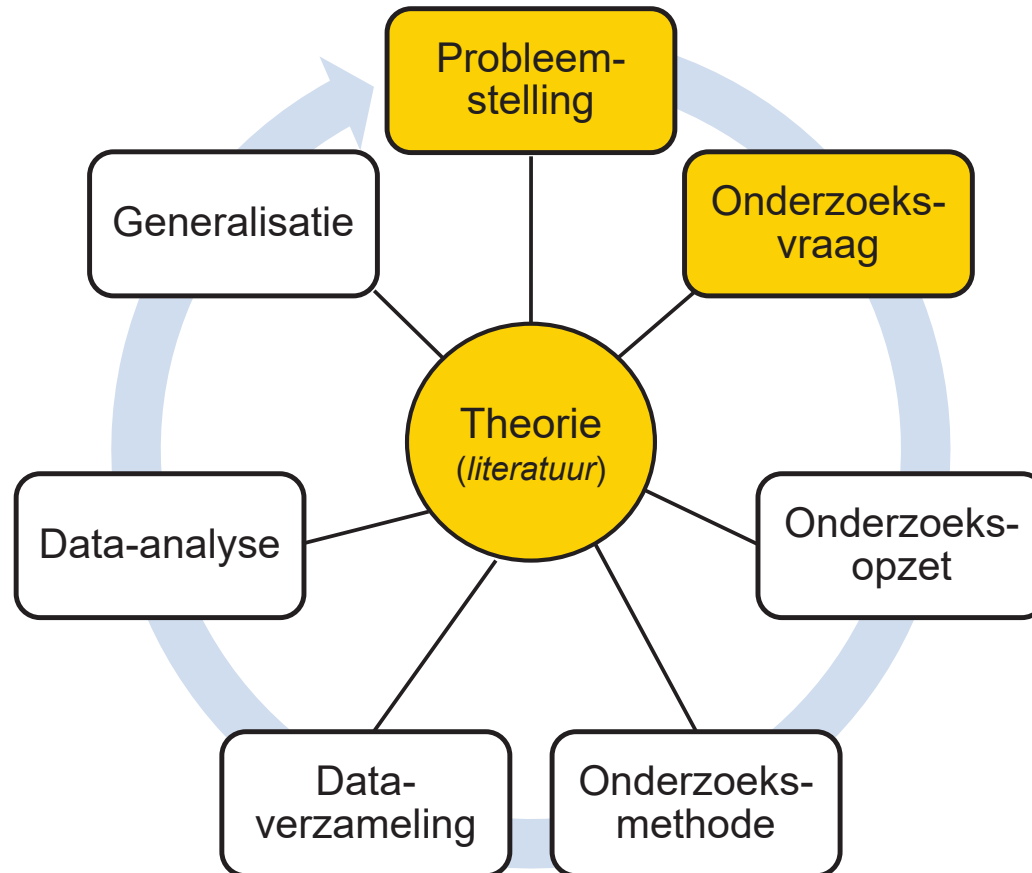 Probleem-
stelling
Onderzoeks-
vraag
Onderzoeks-
opzet
Onderzoeks-
methode
Data-
verzameling
Data-analyse
Generalisatie
Theorie
(literatuur)